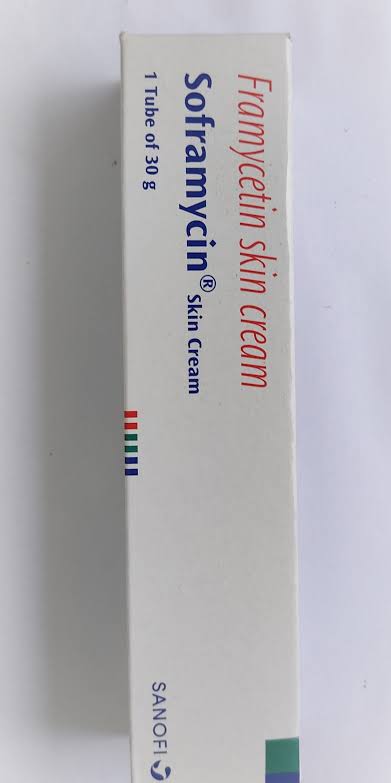 Framycetin skin cream
Soframycin® Skin Cream
1 Tube of 30 g
SANOFI